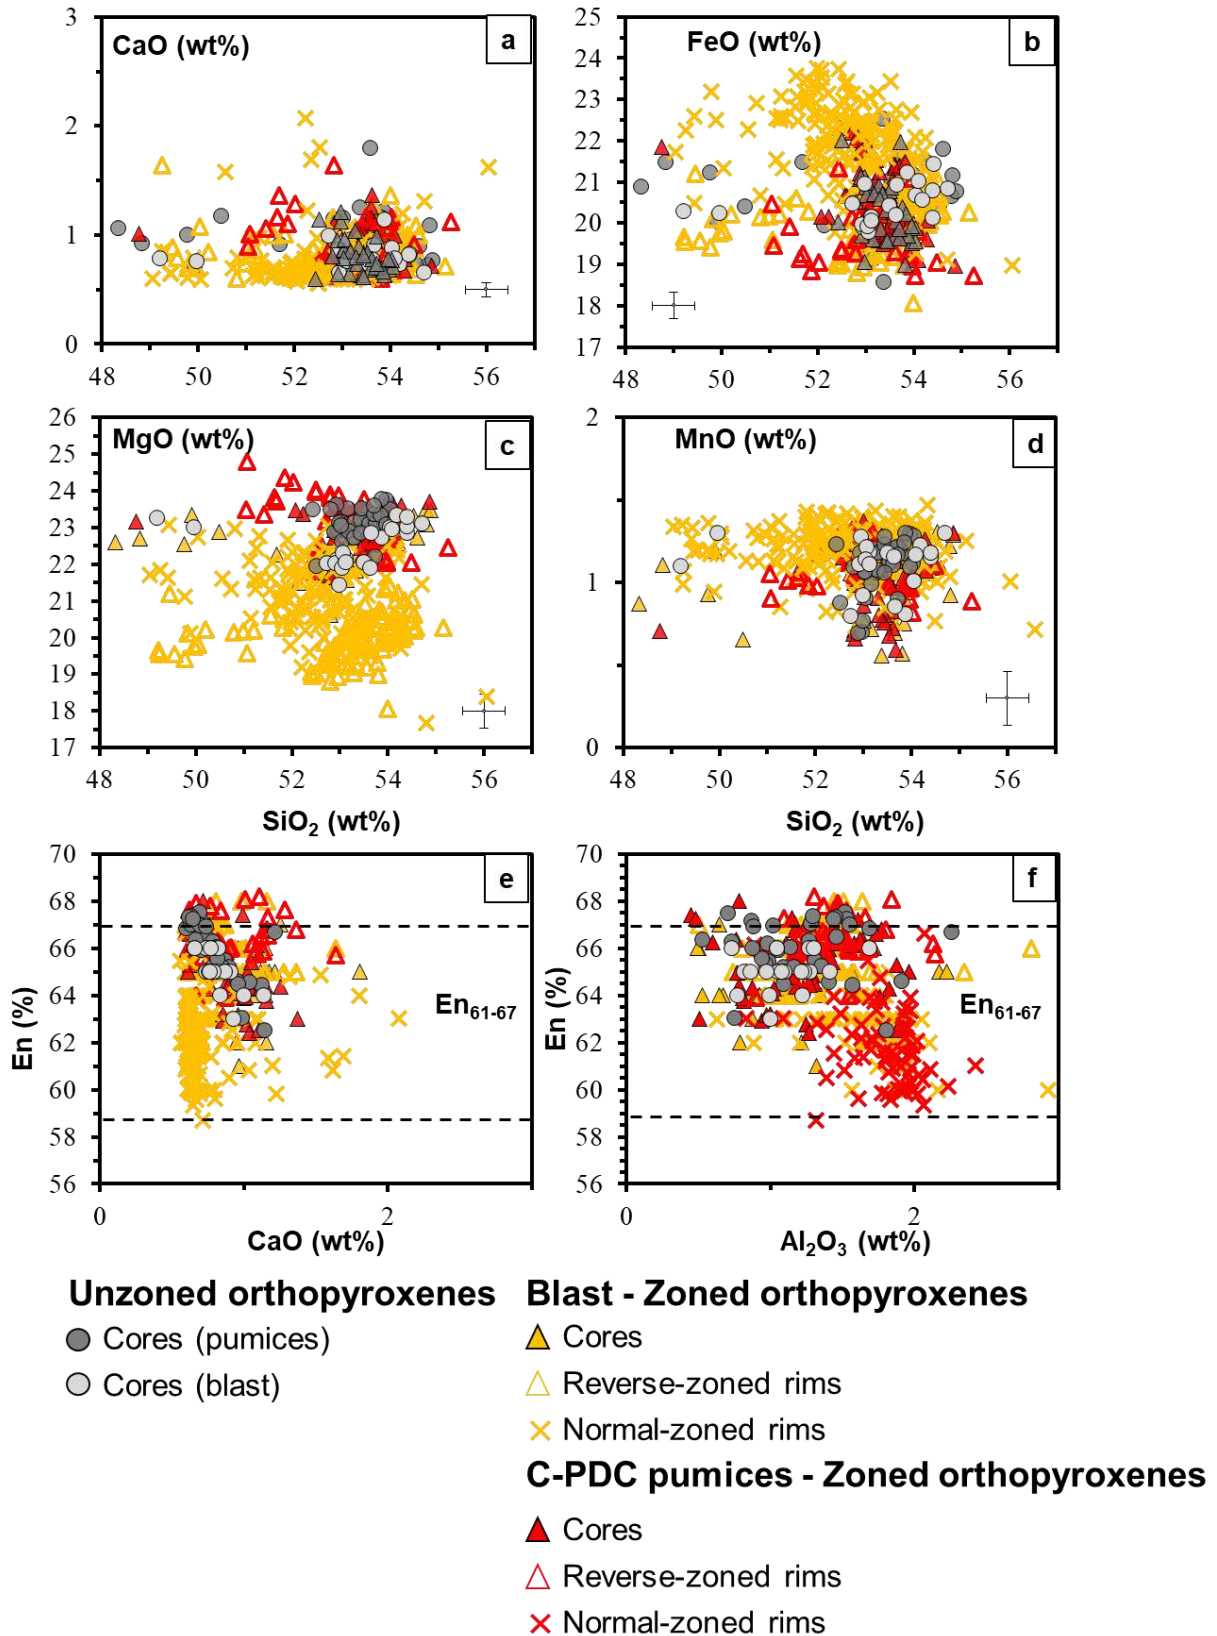 3
2
1
0
CaO (wt%)
a
48 50 52 54 56
25
24
23
22
21
20
19
18
17
FeO (wt%)
b
48 50 52 54 56
26
25
24
23
22
21
20
19
18
17
MgO (wt%)
c
48 50 52 54 56
SiO₂ (wt%)
2
1
0
MnO (wt%)
d
48 50 52 54 56
SiO₂ (wt%)
70
68
66
64
62
60
58
56
En (%)
e
En₆₁₋₆₇
0 2
CaO (wt%)
70
68
66
64
62
60
58
56
En (%)
f
En₆₁₋₆₇
0 2
Al₂O₃ (wt%)
Unzoned orthopyroxenes
Cores (pumices)
Cores (blast)
Blast - Zoned orthopyroxenes
Cores
Reverse-zoned rims
Normal-zoned rims
C-PDC pumices - Zoned orthopyroxenes
Cores
Reverse-zoned rims
Normal-zoned rims